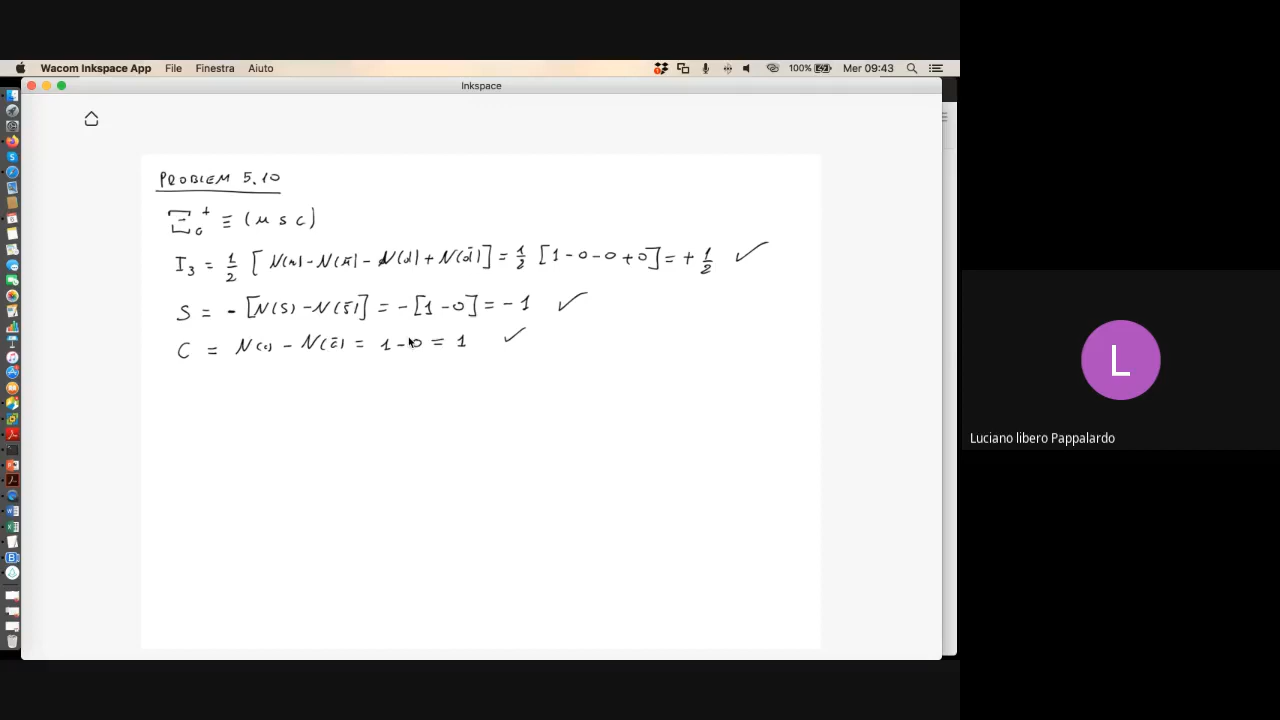 Wacom Inkspace App File Finestra Aiuto 100% Mer 09:43
Inkspace
PROBLEM 5.10
Ξc⁺ ≡ (u s c)
I₃ = 1/2 [N(u) - N(ū) - N(d) + N(d̄)] = 1/2 [1 - 0 - 0 + 0] = + 1/2 ✓
S = - [N(S) - N(s̄)] = - [1 - 0] = - 1 ✓
C = N(c) - N(c̄) = 1 - 0 = 1 ✓
L
Luciano libero Pappalardo